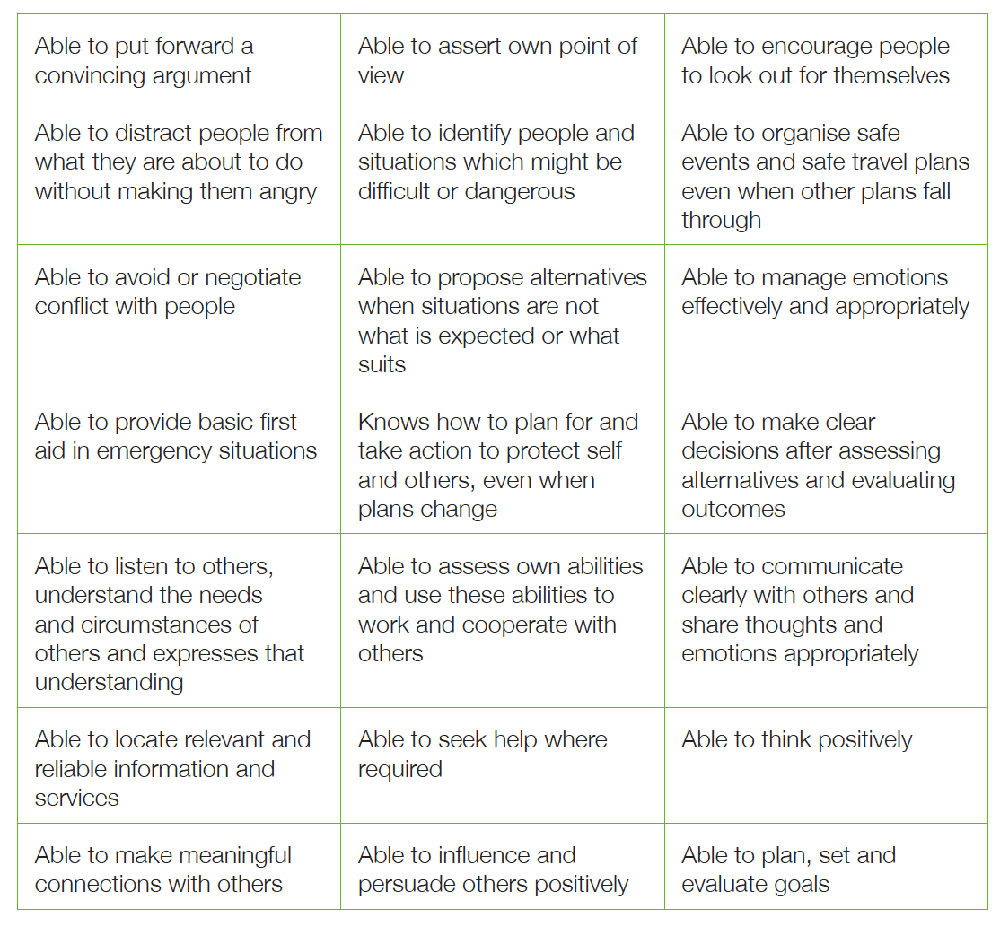 Able to put forward a
convincing argument
Able to assert own point of
view
Able to encourage people
to look out for themselves
Able to distract people from
what they are about to do
without making them angry
Able to identify people and
situations which might be
difficult or dangerous
Able to organise safe
events and safe travel plans
even when other plans fall
through
Able to avoid or negotiate
conflict with people
Able to propose alternatives
when situations are not
what is expected or what
suits
Able to manage emotions
effectively and appropriately
Able to provide basic first
aid in emergency situations
Knows how to plan for and
take action to protect self
and others, even when
plans change
Able to make clear
decisions after assessing
alternatives and evaluating
outcomes
Able to listen to others,
understand the needs
and circumstances of
others and expresses that
understanding
Able to assess own abilities
and use these abilities to
work and cooperate with
others
Able to communicate
clearly with others and
share thoughts and
emotions appropriately
Able to locate relevant and
reliable information and
services
Able to seek help where
required
Able to think positively
Able to make meaningful
connections with others
Able to influence and
persuade others positively
Able to plan, set and
evaluate goals